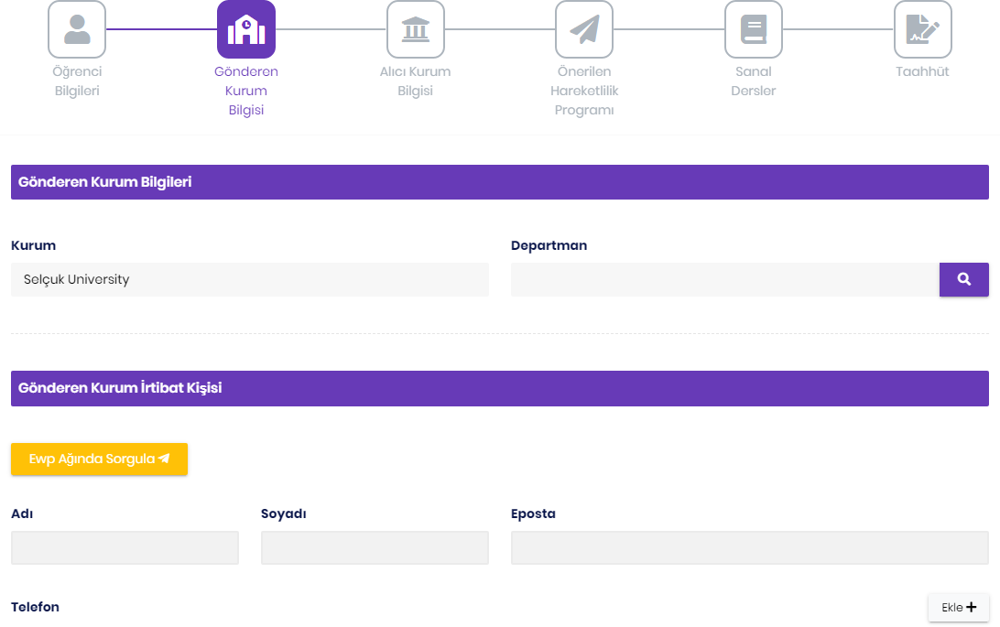 Öğrenci
Bilgileri
Gönderen
Kurum
Bilgisi
Alıcı Kurum
Bilgisi
Önerilen
Hareketlilik
Programı
Sanal
Dersler
Taahhüt
Gönderen Kurum Bilgileri
Kurum
Departman
Selçuk University
Gönderen Kurum İrtibat Kişisi
Ewp Ağında Sorgula
Adı
Soyadı
Eposta
Telefon
Ekle